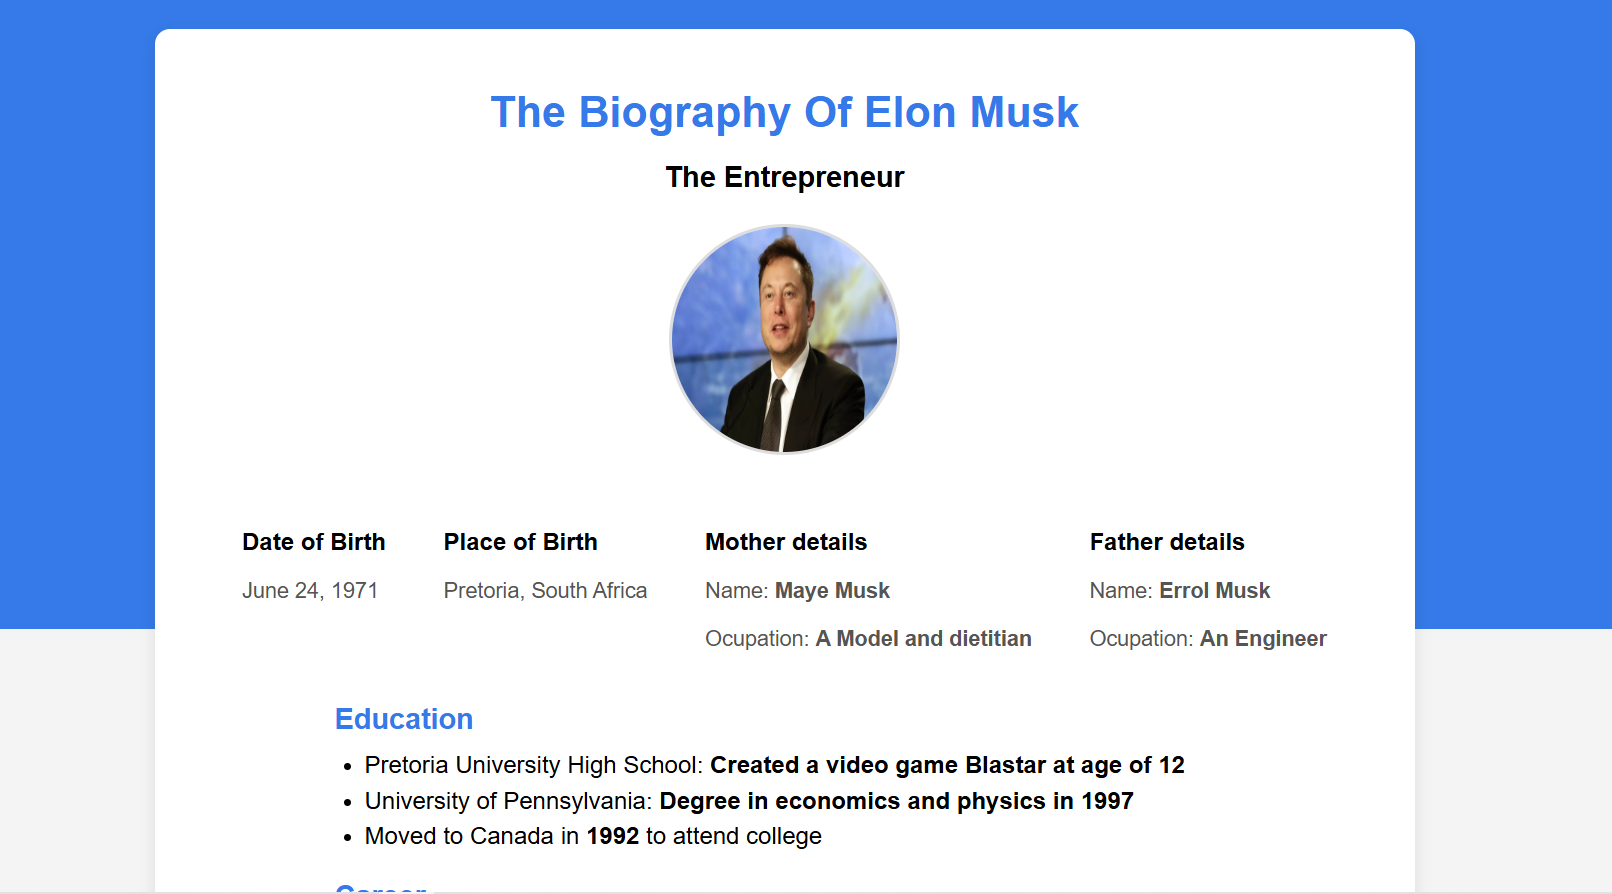 The Biography Of Elon Musk
The Entrepreneur
Date of Birth
June 24, 1971
Place of Birth
Pretoria, South Africa
Mother details
Name: Maye Musk
Ocupation: A Model and dietitian
Father details
Name: Errol Musk
Ocupation: An Engineer
Education
Pretoria University High School: Created a video game Blastar at age of 12
University of Pennsylvania: Degree in economics and physics in 1997
Moved to Canada in 1992 to attend college
Career